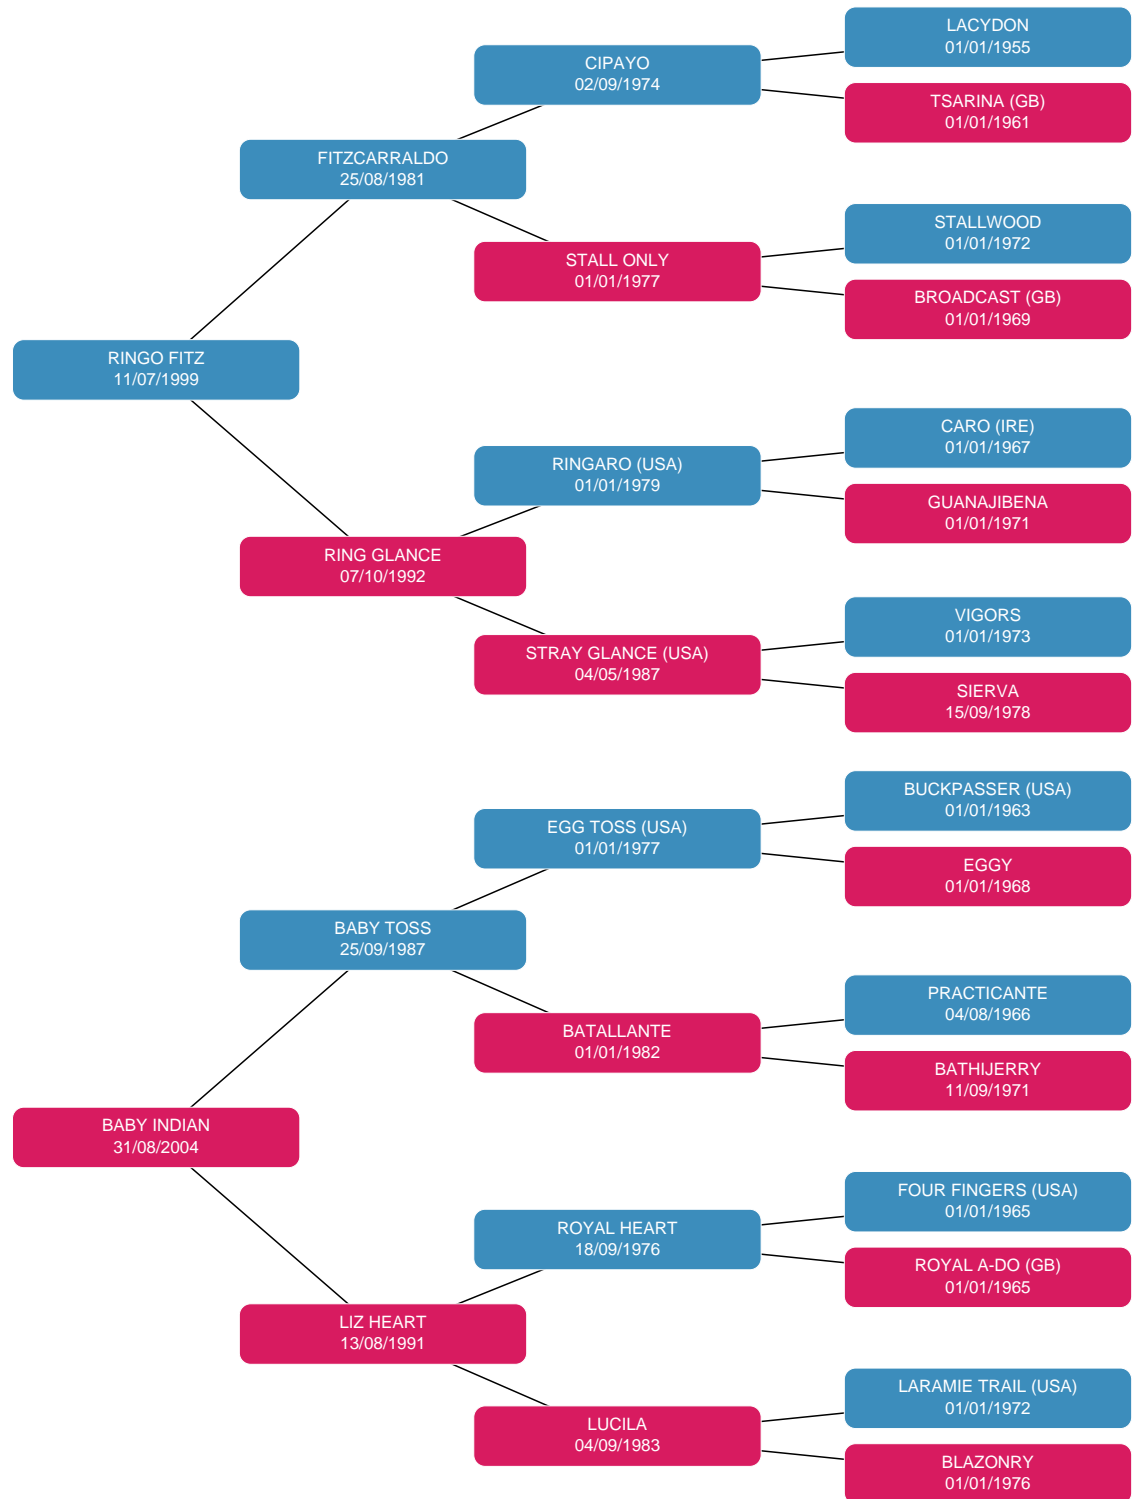 LACYDON
01/01/1955
CIPAYO
02/09/1974
TSARINA (GB)
01/01/1961
FITZCARRALDO
25/08/1981
STALLWOOD
01/01/1972
STALL ONLY
01/01/1977
BROADCAST (GB)
01/01/1969
RINGO FITZ
11/07/1999
CARO (IRE)
01/01/1967
RINGARO (USA)
01/01/1979
GUANAJIBENA
01/01/1971
RING GLANCE
07/10/1992
VIGORS
01/01/1973
STRAY GLANCE (USA)
04/05/1987
SIERVA
15/09/1978
BUCKPASSER (USA)
01/01/1963
EGG TOSS (USA)
01/01/1977
EGGY
01/01/1968
BABY TOSS
25/09/1987
PRACTICANTE
04/08/1966
BATALLANTE
01/01/1982
BATHIJERRY
11/09/1971
BABY INDIAN
31/08/2004
FOUR FINGERS (USA)
01/01/1965
ROYAL HEART
18/09/1976
ROYAL A-DO (GB)
01/01/1965
LIZ HEART
13/08/1991
LARAMIE TRAIL (USA)
01/01/1972
LUCILA
04/09/1983
BLAZONRY
01/01/1976